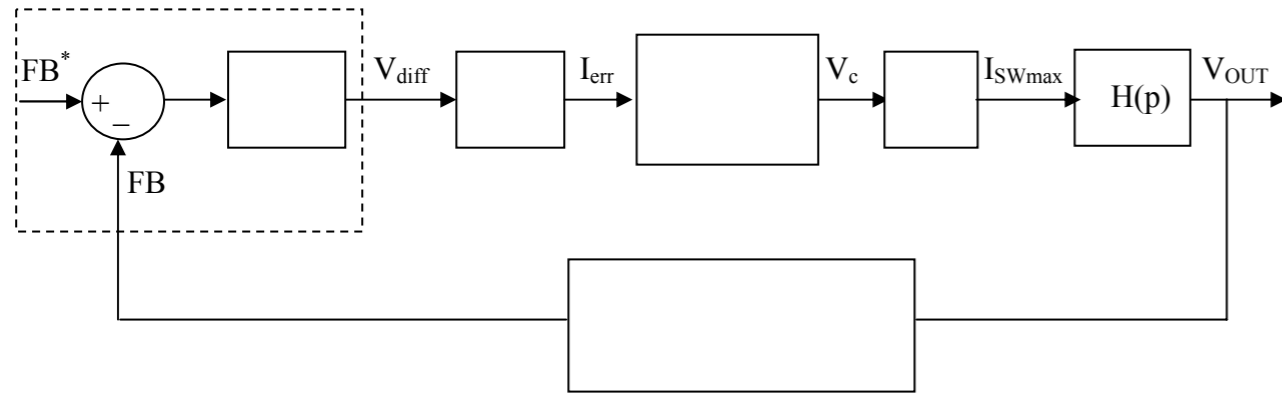 FB*
+
−
FB
V_diff
I_err
V_c
I_SWmax
H(p)
V_OUT